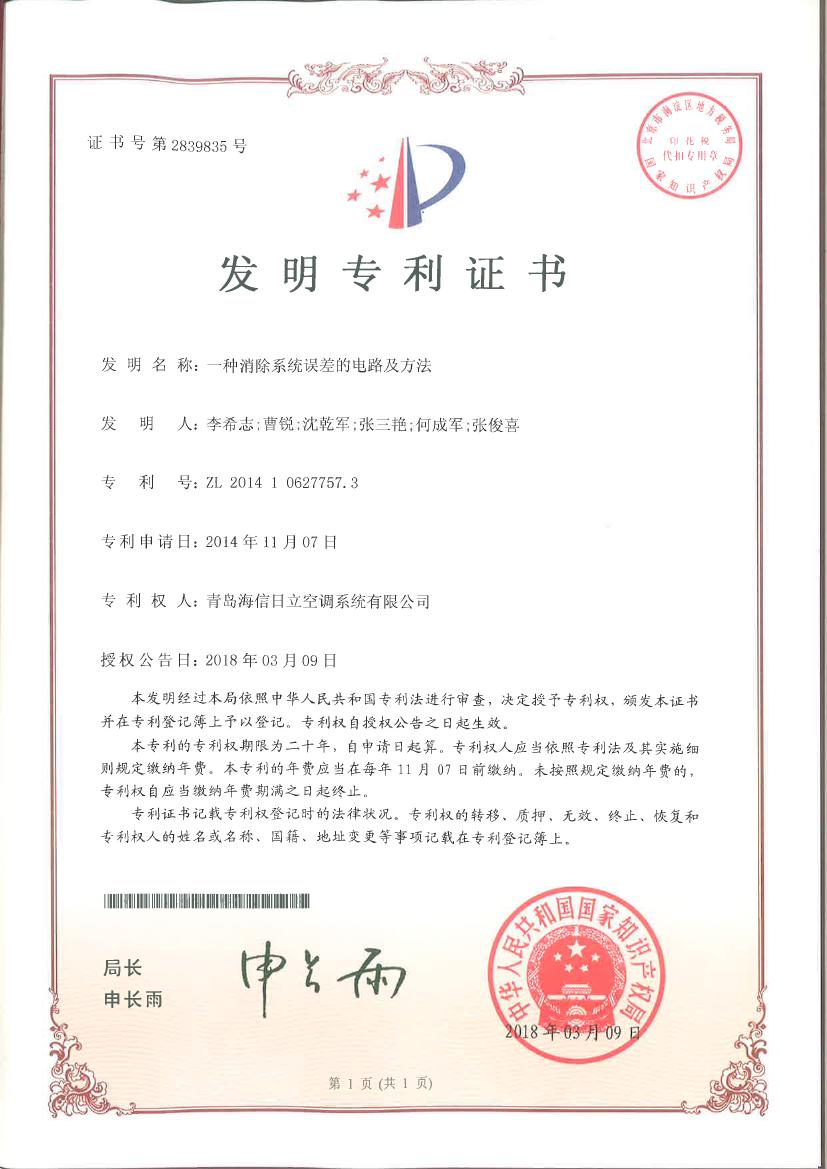 证书号第2839835号
北京市海淀区地方税务局
印花税
代扣专用章
国家知识产权局
发明专利证书
发明名称：一种消除系统误差的电路及方法
发明人：李希志;曹锐;沈乾军;张三艳;何成军;张俊喜
专利号：ZL 2014 1 0627757.3
专利申请日：2014年11月07日
专利权人：青岛海信日立空调系统有限公司
授权公告日：2018年03月09日
本发明经过本局依照中华人民共和国专利法进行审查，决定授予专利权，颁发本证书
并在专利登记簿上予以登记。专利权自授权公告之日起生效。
本专利的专利权期限为二十年，自申请日起算。专利权人应当依照专利法及其实施细
则规定缴纳年费。本专利的年费应当在每年11月07日前缴纳。未按照规定缴纳年费的，
专利权自应当缴纳年费期满之日起终止。
专利证书记载专利权登记时的法律状况。专利权的转移、质押、无效、终止、恢复和
专利权人的姓名或名称、国籍、地址变更等事项记载在专利登记簿上。
局长
申长雨
申长雨
中华人民共和国国家知识产权局
2018年03月09日
第1页(共1页)